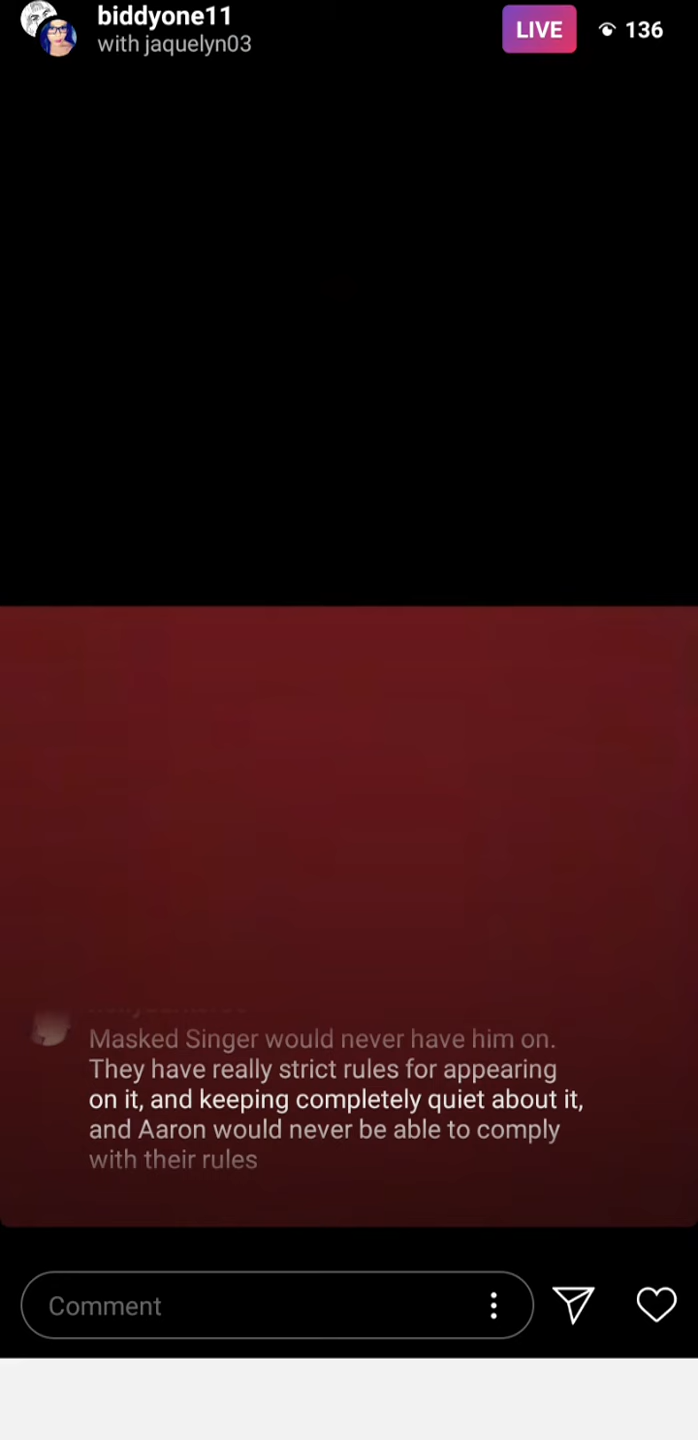 biddyone11
with jaquelyn03
LIVE
136
Masked Singer would never have him on.
They have really strict rules for appearing
on it, and keeping completely quiet about it,
and Aaron would never be able to comply
with their rules
Comment